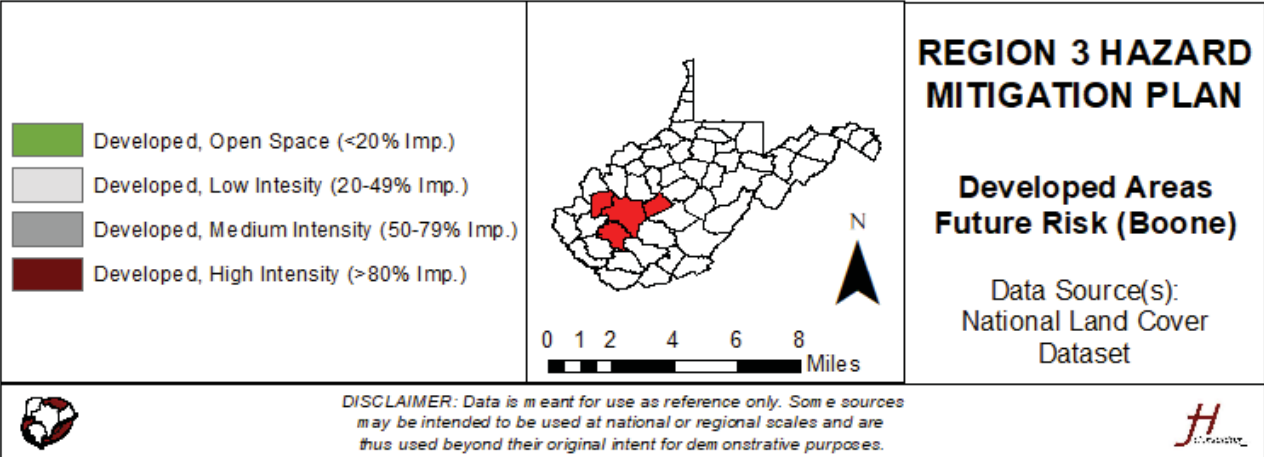 Developed, Open Space (<20% Imp.)
Developed, Low Intesity (20-49% Imp.)
Developed, Medium Intensity (50-79% Imp.)
Developed, High Intensity (>80% Imp.)
N
0 1 2 4 6 8
Miles
REGION 3 HAZARD
MITIGATION PLAN
Developed Areas
Future Risk (Boone)
Data Source(s):
National Land Cover
Dataset
DISCLAIMER: Data is meant for use as reference only. Some sources
may be intended to be used at national or regional scales and are
thus used beyond their original intent for demonstrative purposes.
H